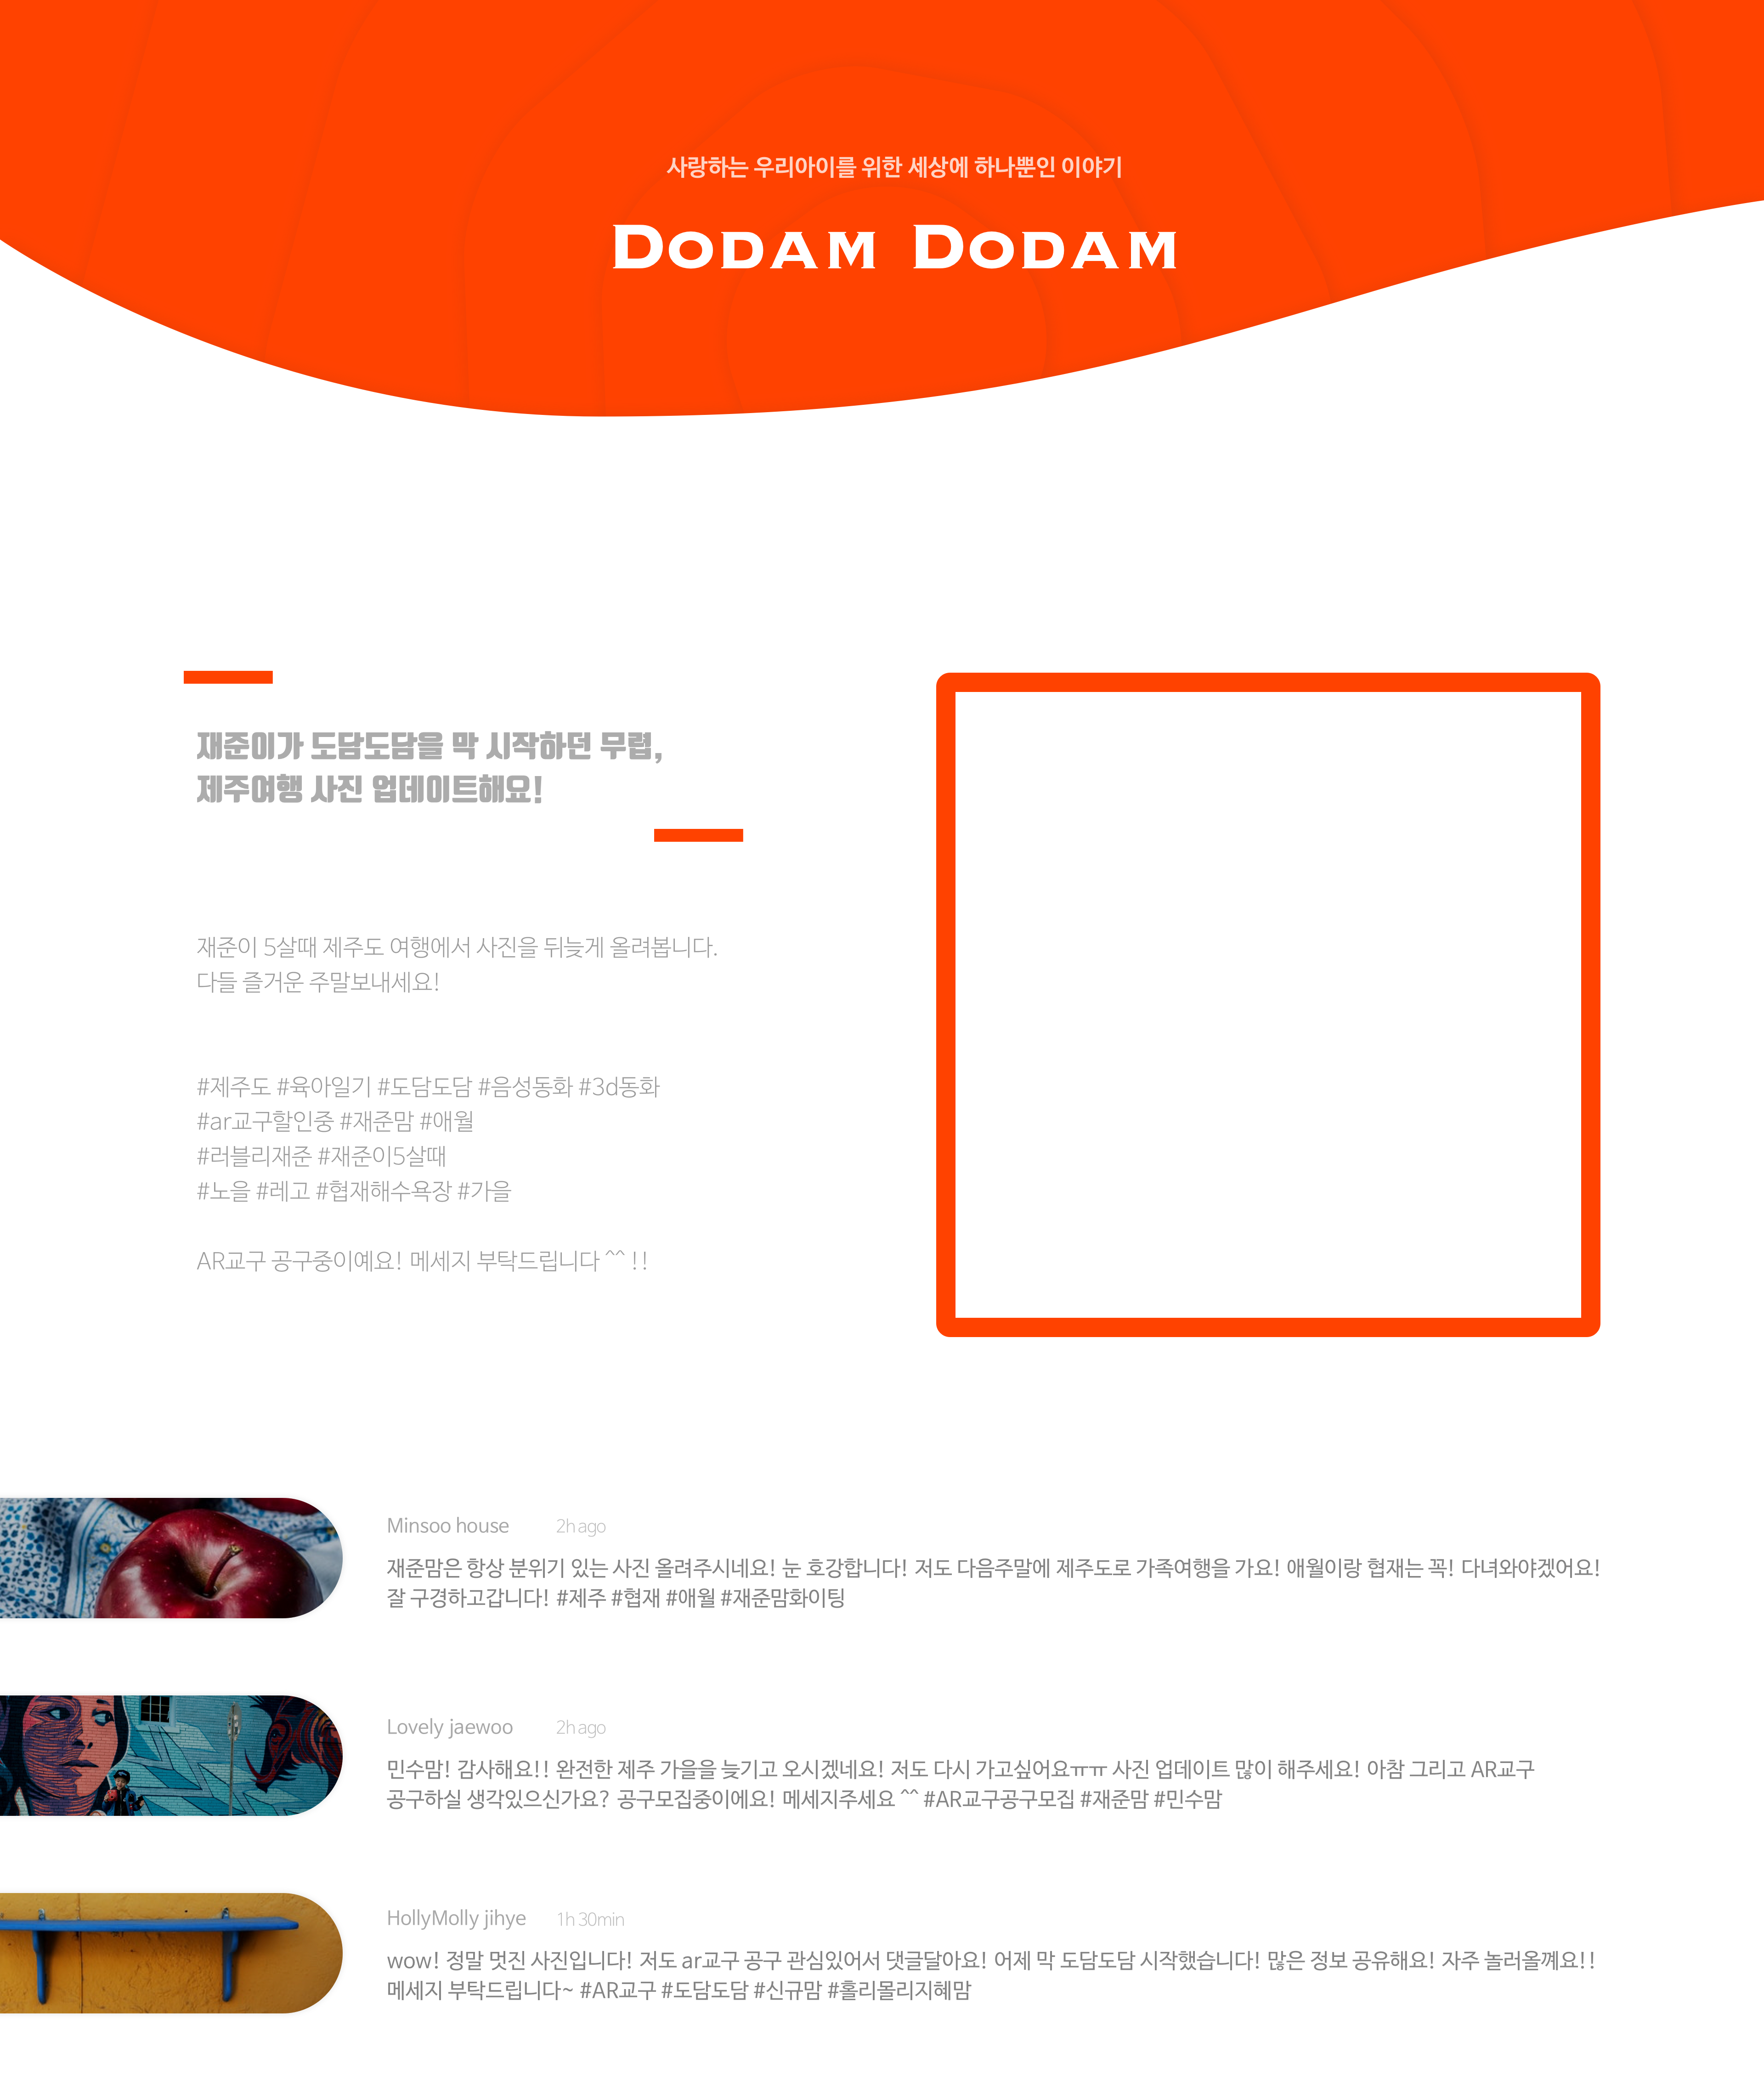 사랑하는 우리아이를 위한 세상에 하나뿐인 이야기
DODAM DODAM
재준이가 도담도담을 막 시작하던 무렵,
제주여행 사진 업데이트해요!
재준이 5살때 제주도 여행에서 사진을 뒤늦게 올려봅니다.
다들 즐거운 주말보내세요!
#제주도 #육아일기 #도담도담 #음성동화 #3d동화
#ar교구할인중 #재준맘 #애월
#러블리재준 #재준이5살때
#노을 #레고 #협재해수욕장 #가을
AR교구 공구중이예요! 메세지 부탁드립니다 ^^ !!
Minsoo house 2h ago
재준맘은 항상 분위기 있는 사진 올려주시네요! 눈 호강합니다! 저도 다음주말에 제주도로 가족여행을 가요! 애월이랑 협재는 꼭! 다녀와야겠어요!
잘 구경하고갑니다! #제주 #협재 #애월 #재준맘화이팅
Lovely jaewoo 2h ago
민수맘! 감사해요!! 완전한 제주 가을을 늦기고 오시겠네요! 저도 다시 가고싶어요ㅠㅠ 사진 업데이트 많이 해주세요! 아참 그리고 AR교구
공구하실 생각있으신가요? 공구모집중이에요! 메세지주세요 ^^ #AR교구공구모집 #재준맘 #민수맘
HollyMolly jihye 1h 30min
wow! 정말 멋진 사진입니다! 저도 ar교구 공구 관심있어서 댓글달아요! 어제 막 도담도담 시작했습니다! 많은 정보 공유해요! 자주 놀러올꼐요!!
메세지 부탁드립니다~ #AR교구 #도담도담 #신규맘 #홀리몰리지혜맘